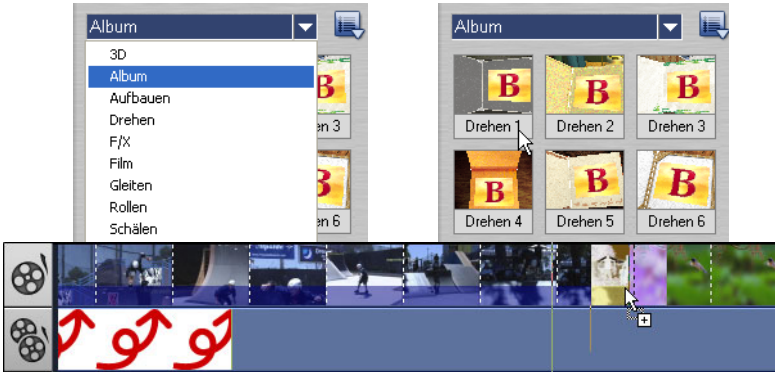 Album
3D
Album
Aufbauen
Drehen
F/X
Film
Gleiten
Rollen
Schälen
B
en 3
en 6
Album
B
B
B
Drehen 1
Drehen 2
Drehen 3
B
B
B
Drehen 4
Drehen 5
Drehen 6